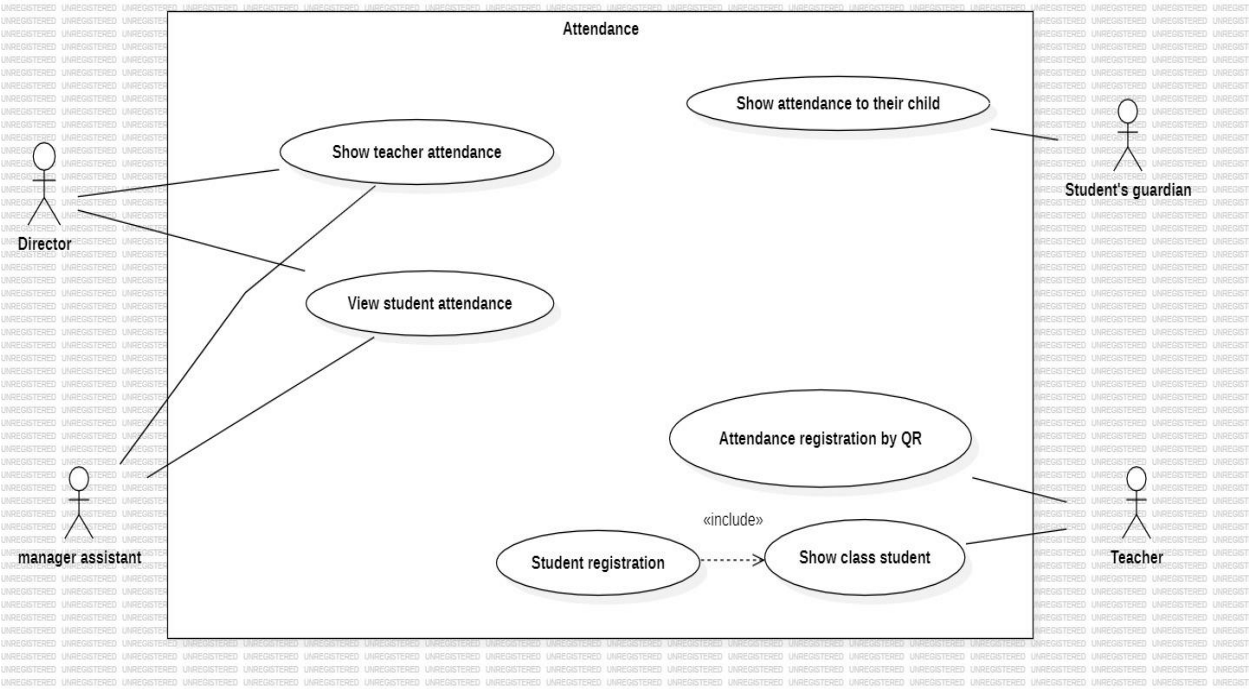 Attendance
Show attendance to their child
Show teacher attendance
Student's guardian
Director
View student attendance
Attendance registration by QR
«include»
Student registration
Show class student
manager assistant
Teacher
UNREGISTERED